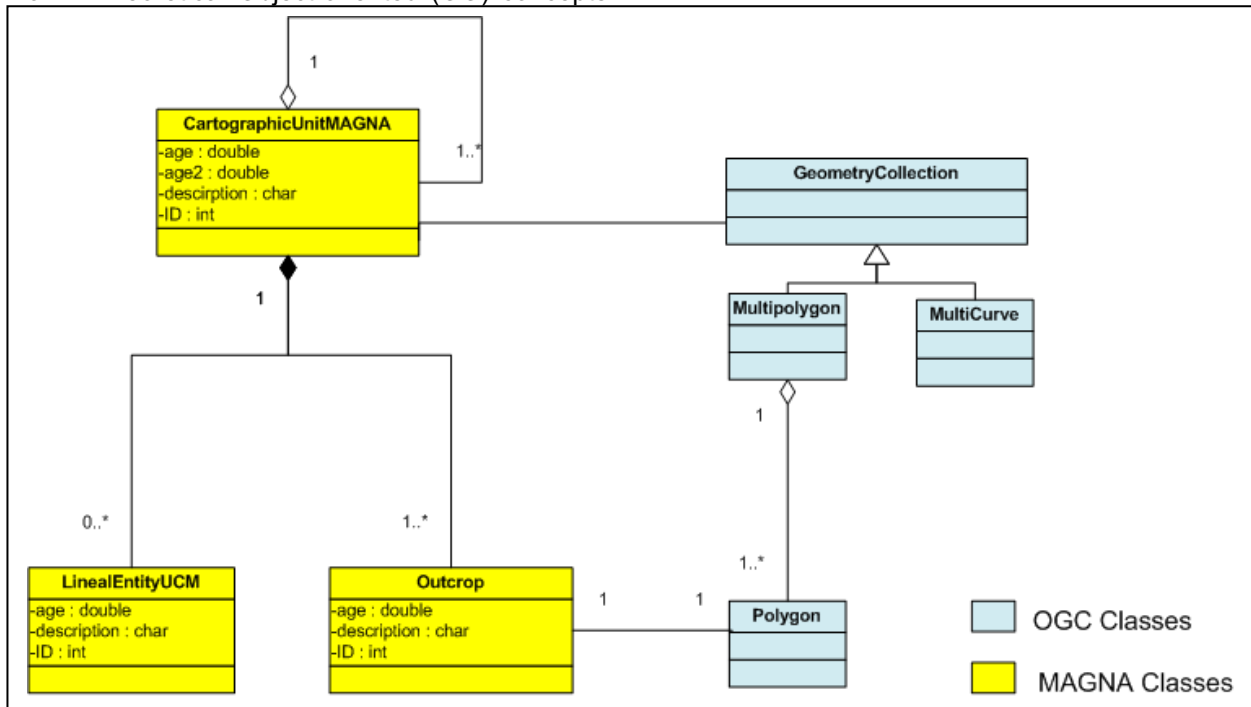 1
CartographicUnitMAGNA
-age : double
-age2 : double
-descirption : char
-ID : int
1..*
GeometryCollection
1
Multipolygon
MultiCurve
1
0..*
1..*
1..*
LinealEntityUCM
-age : double
-description : char
-ID : int
Outcrop
-age : double
-description : char
-ID : int
1
1
Polygon
OGC Classes
MAGNA Classes